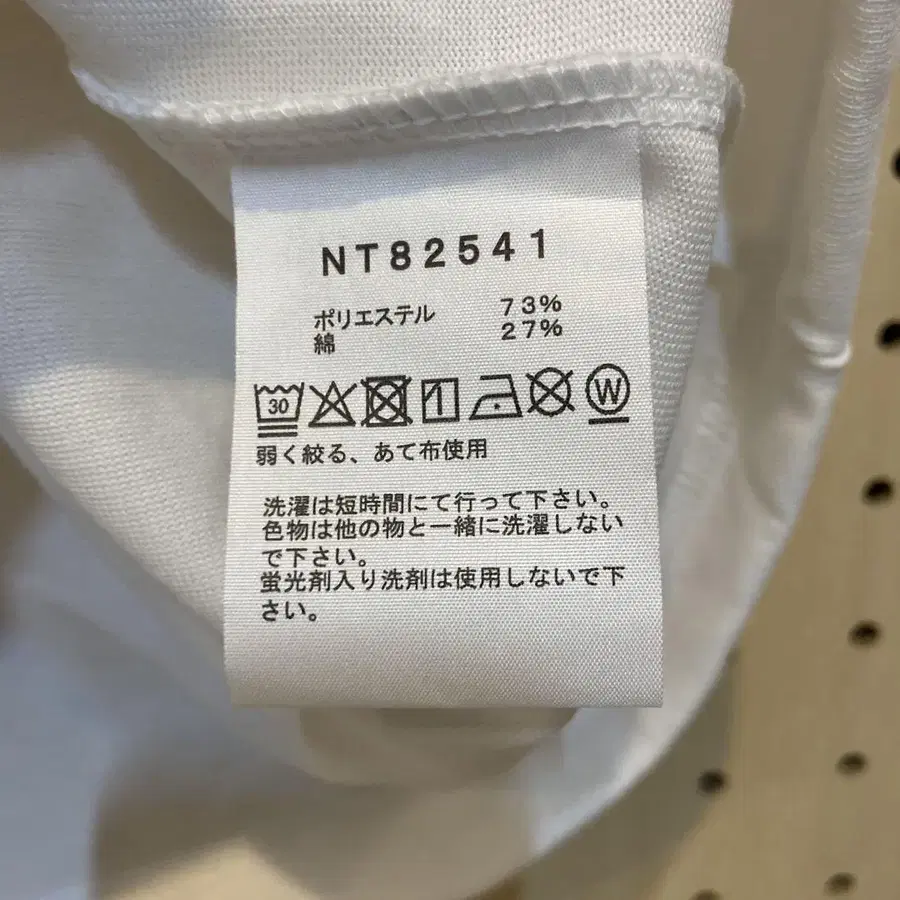 NT82541
ポリエステル 73%
綿 27%
30 W
弱く絞る、あて布使用
洗濯は短時間にて行って下さい。
色物は他の物と一緒に洗濯しない
で下さい。
蛍光剤入り洗剤は使用しないで下
さい。